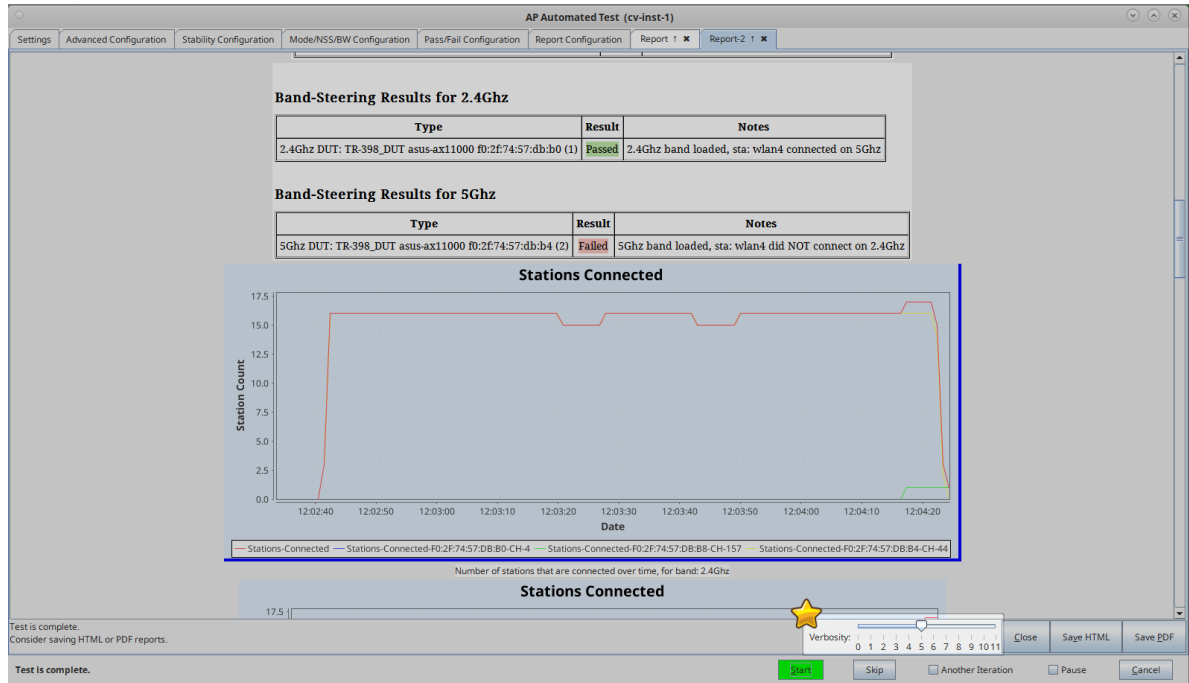 AP Automated Test (cv-inst-1)
Settings Advanced Configuration Stability Configuration Mode/NSS/BW Configuration Pass/Fail Configuration Report Configuration Report ↑ ✖ Report-2 ↑ ✖
Band-Steering Results for 2.4Ghz
Type Result Notes
2.4Ghz DUT: TR-398_DUT asus-ax11000 f0:2f:74:57:db:b0 (1) Passed 2.4Ghz band loaded, sta: wlan4 connected on 5Ghz
Band-Steering Results for 5Ghz
Type Result Notes
5Ghz DUT: TR-398_DUT asus-ax11000 f0:2f:74:57:db:b4 (2) Failed 5Ghz band loaded, sta: wlan4 did NOT connect on 2.4Ghz
Stations Connected
17.5
15.0
12.5
10.0
7.5
5.0
2.5
0.0
Station Count
12:02:40 12:02:50 12:03:00 12:03:10 12:03:20 12:03:30 12:03:40 12:03:50 12:04:00 12:04:10 12:04:20
Date
Stations-Connected Stations-Connected-F0:2F:74:57:DB:B0-CH-4 Stations-Connected-F0:2F:74:57:DB:B8-CH-157 Stations-Connected-F0:2F:74:57:DB:B4-CH-44
Number of stations that are connected over time, for band: 2.4Ghz
Stations Connected
17.5
Test is complete.
Consider saving HTML or PDF reports.
Verbosity:
0 1 2 3 4 5 6 7 8 9 10 11
Close Save HTML Save PDF
Test is complete.
Start Skip Another Iteration Pause Cancel